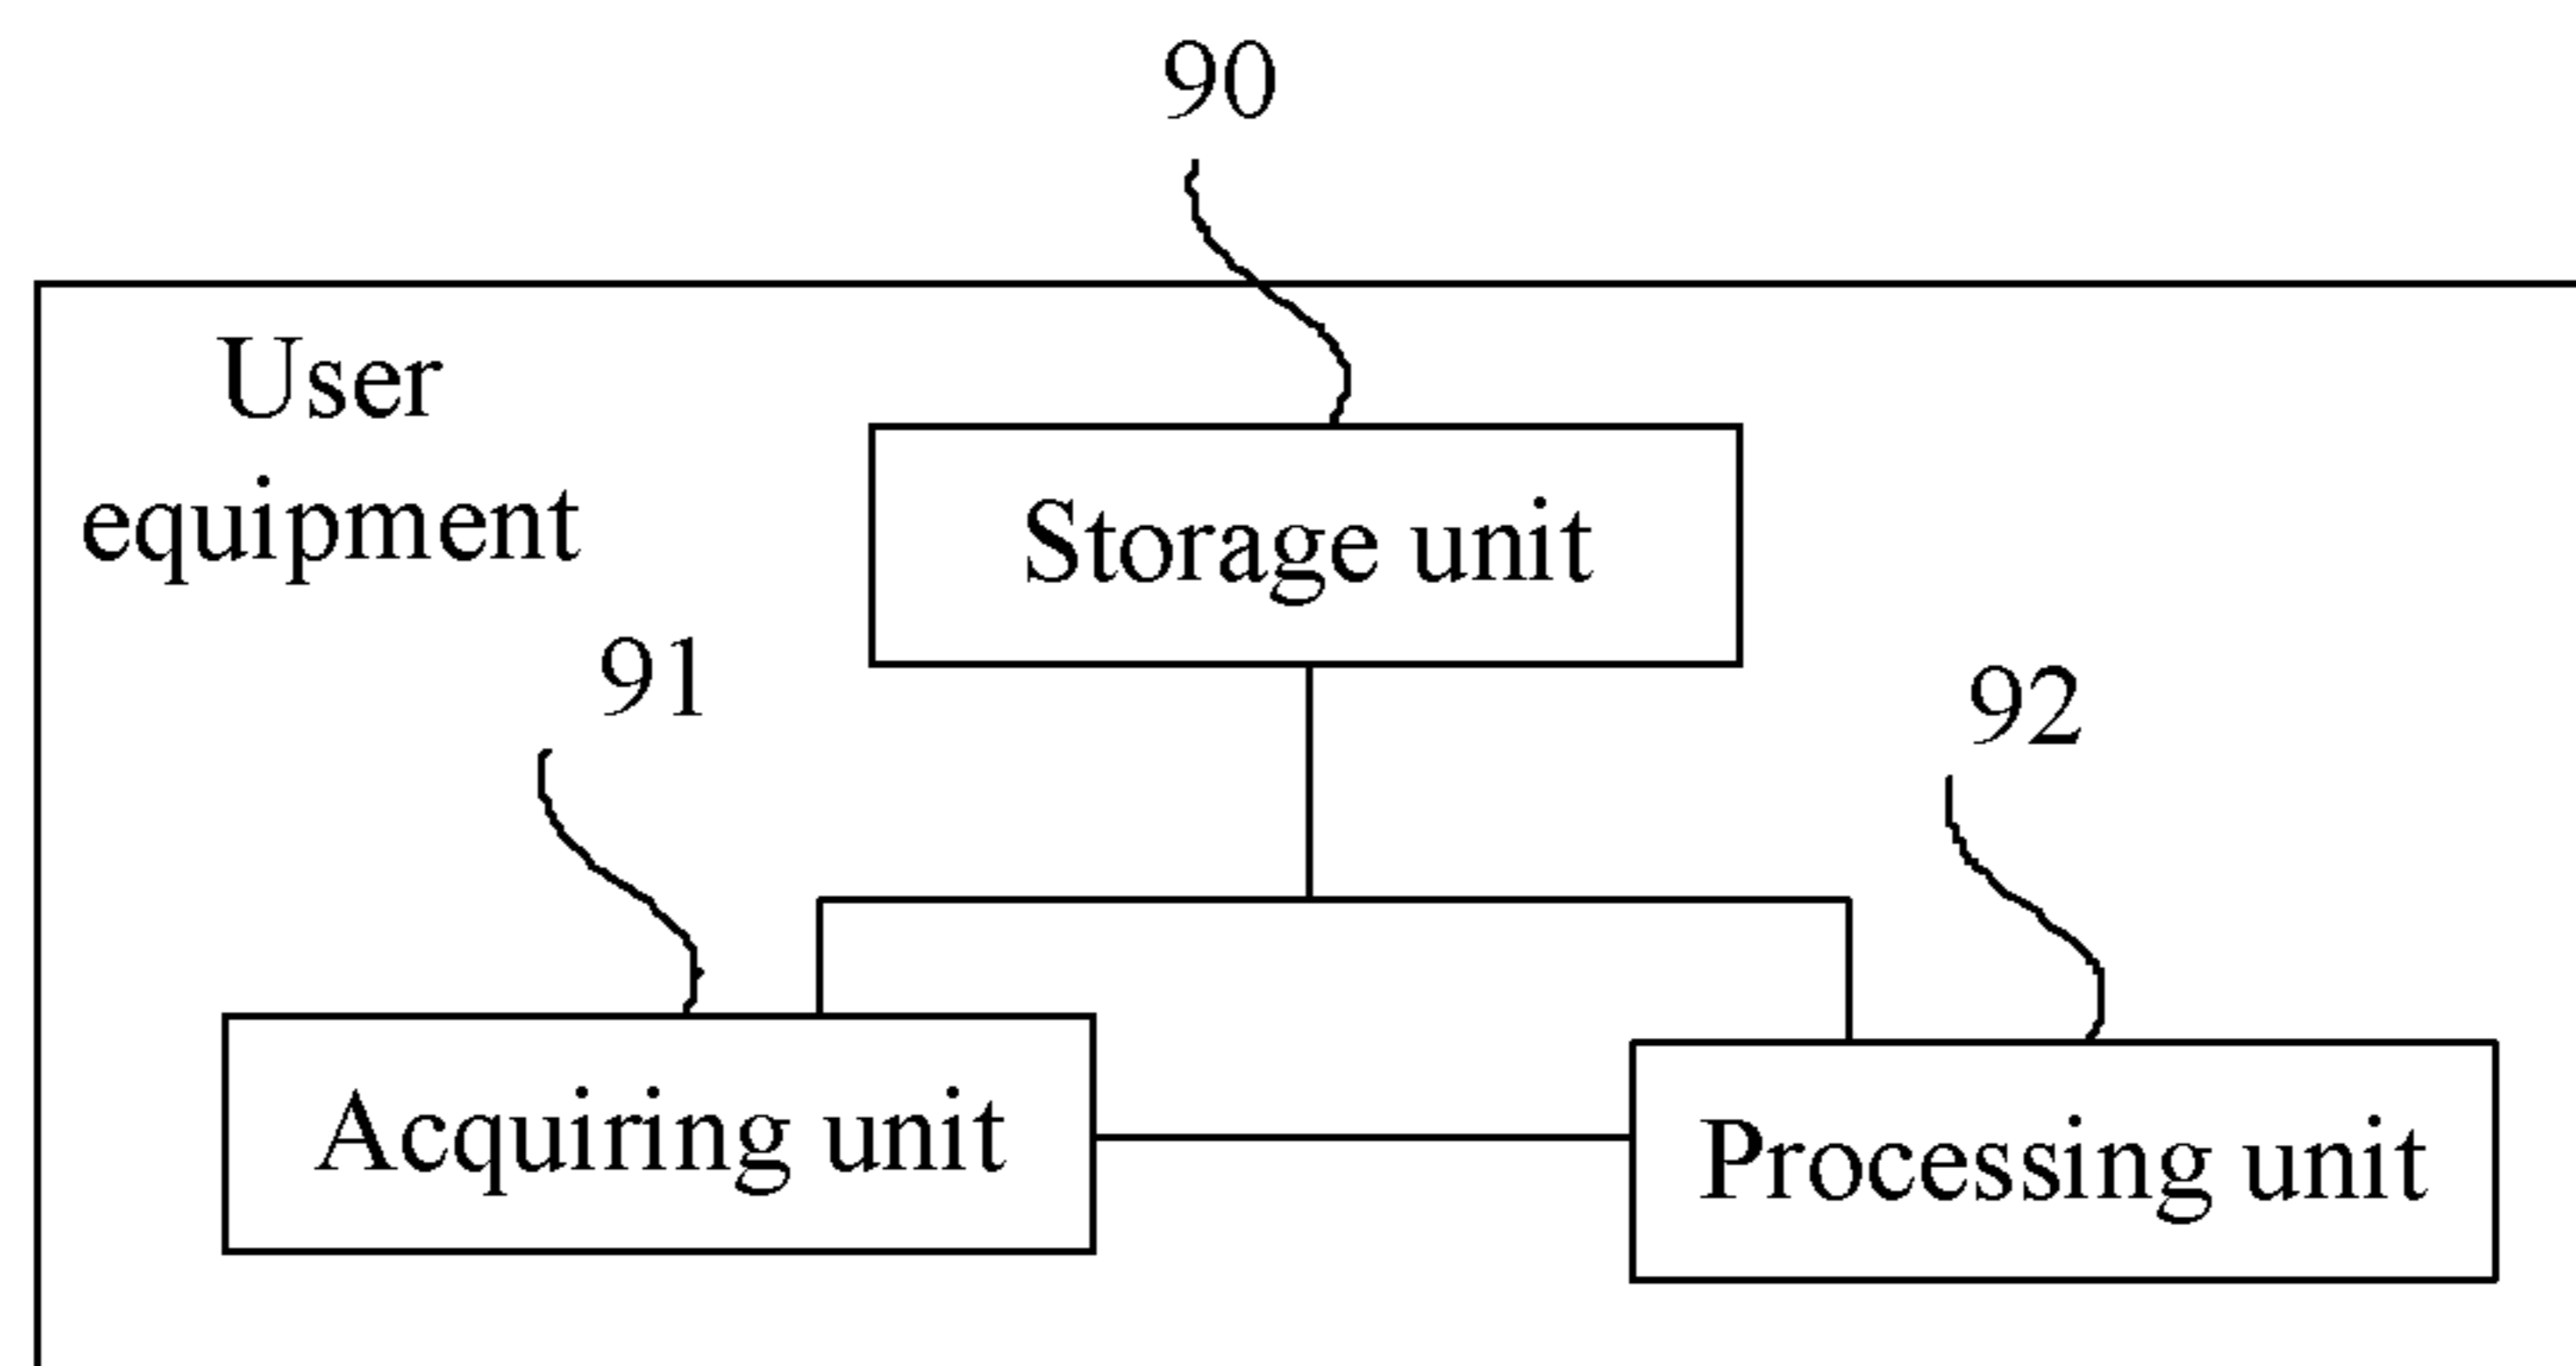 90
User
equipment
Storage unit
91
92
Acquiring unit
Processing unit